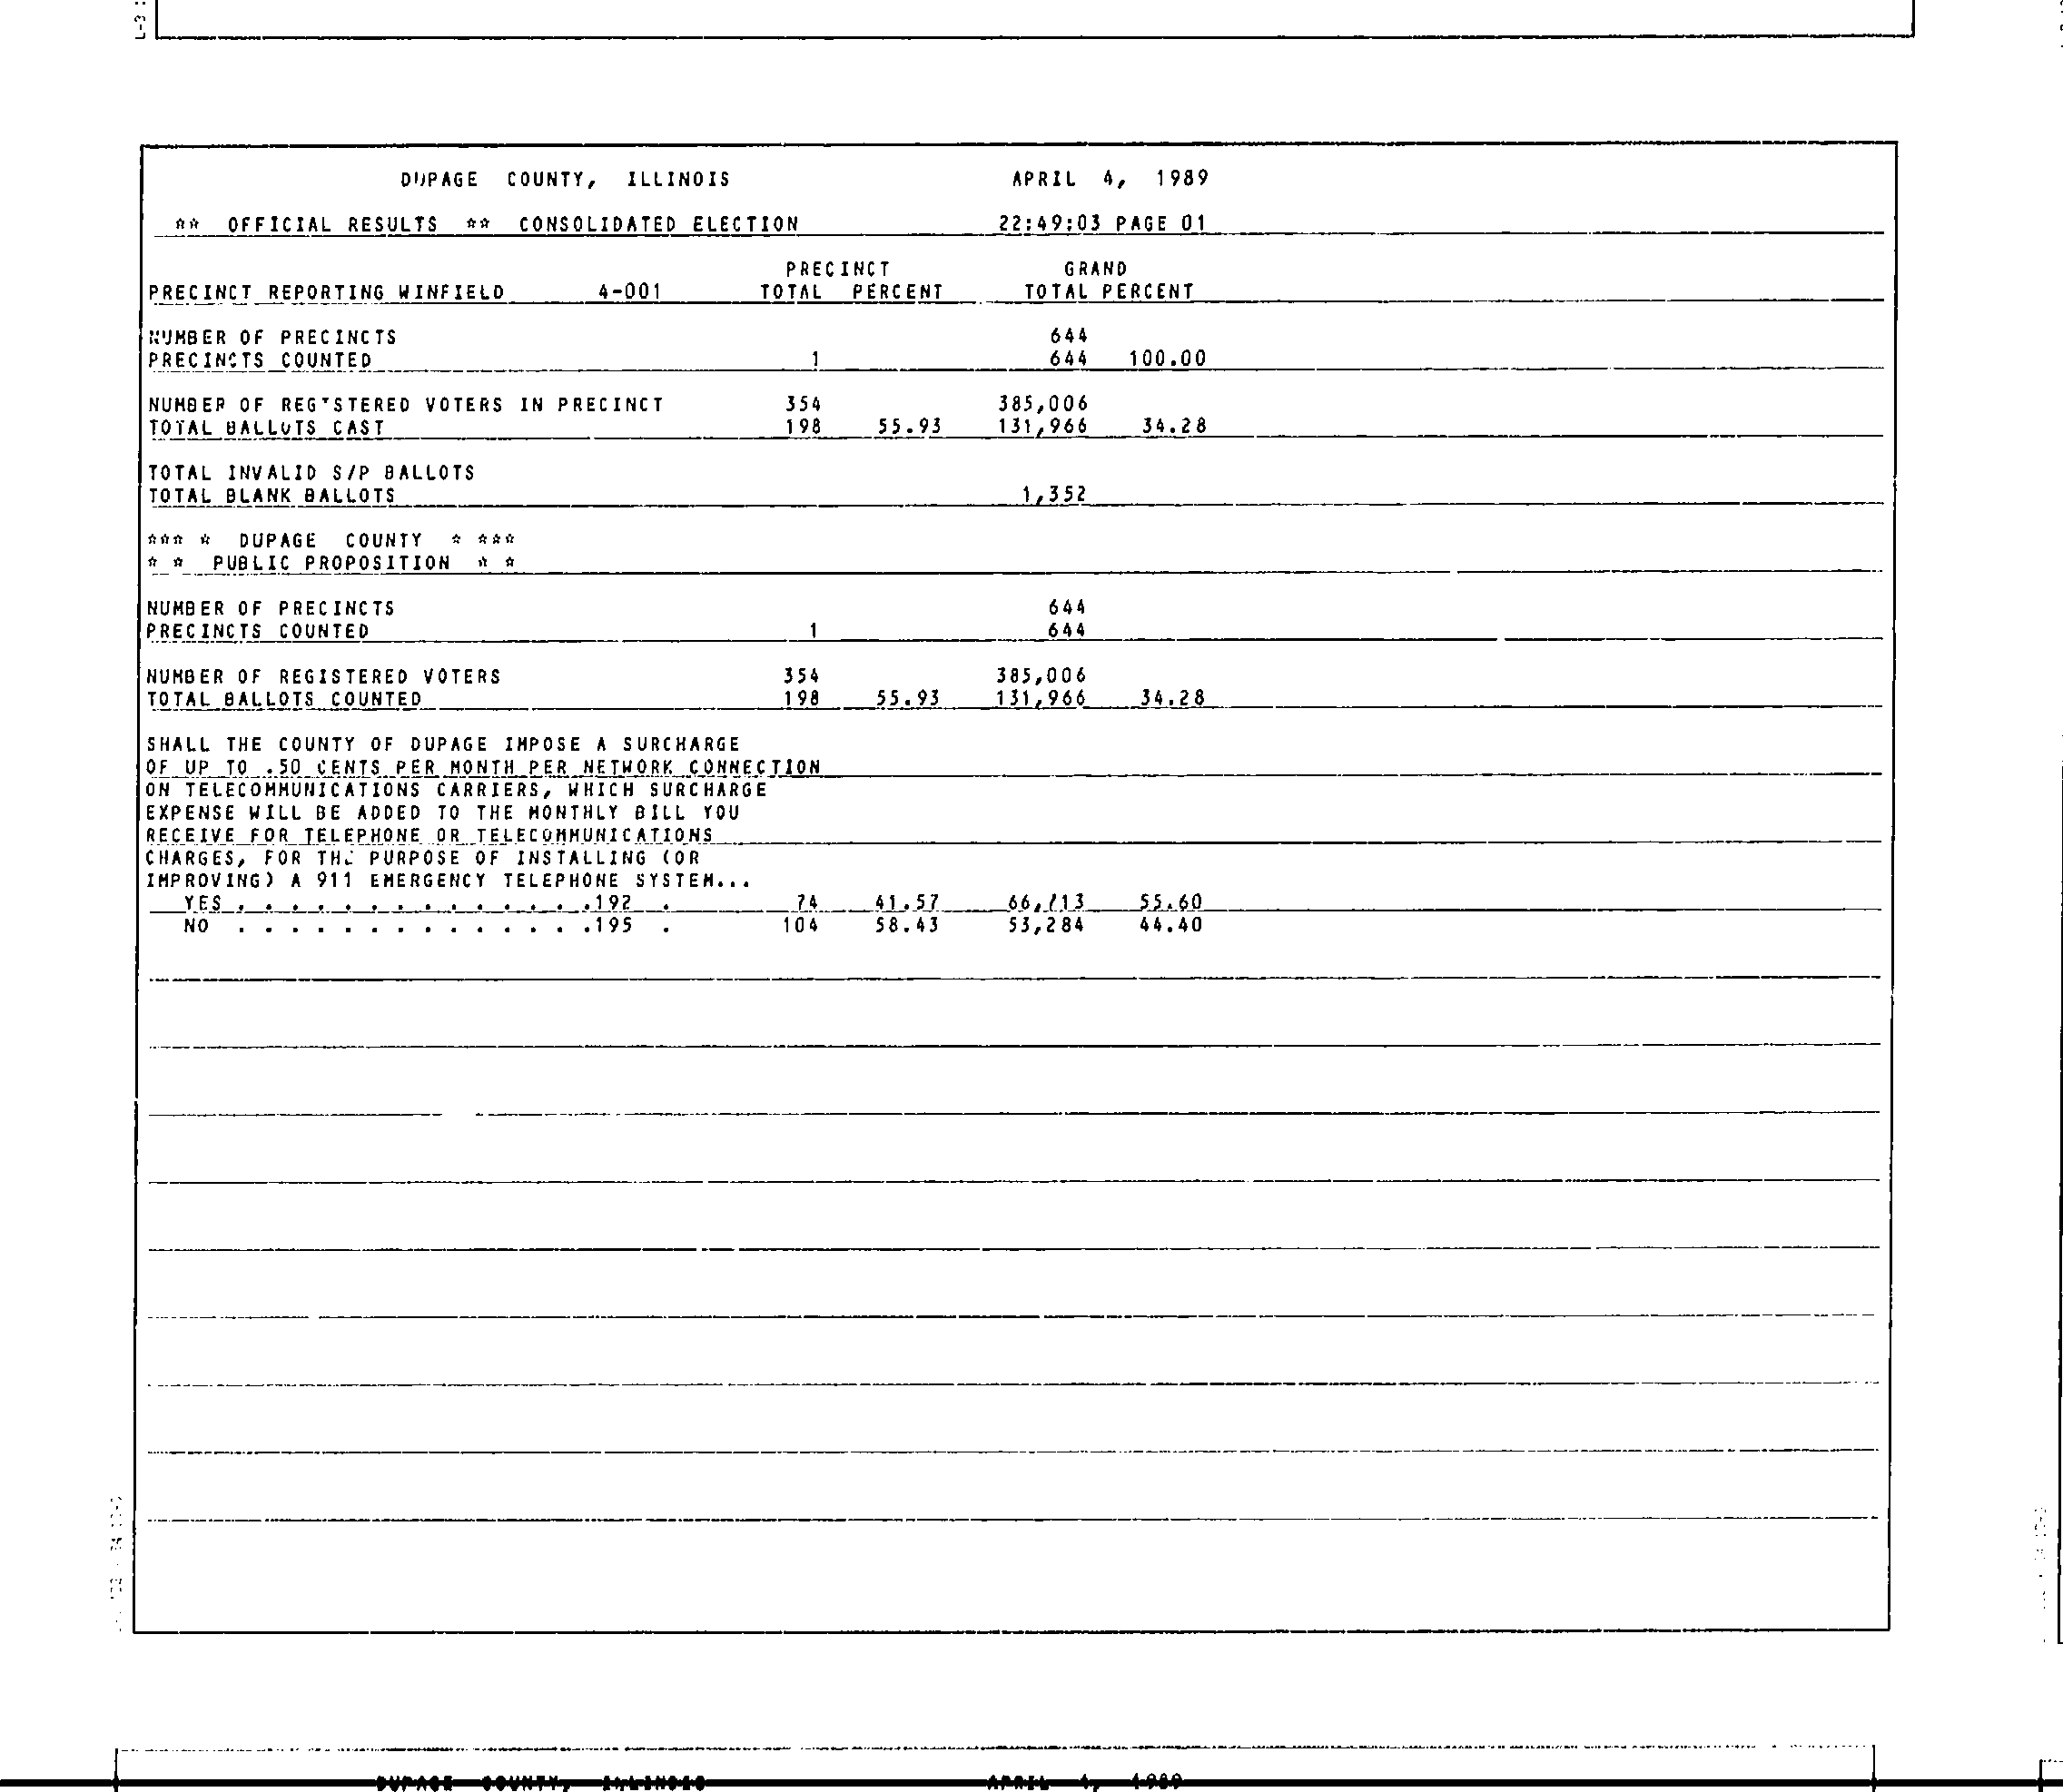 DUPAGE COUNTY, ILLINOIS APRIL 4, 1989
** OFFICIAL RESULTS ** CONSOLIDATED ELECTION 22:49:03 PAGE 01
PRECINCT GRAND
PRECINCT REPORTING WINFIELD 4-001 TOTAL PERCENT TOTAL PERCENT
NUMBER OF PRECINCTS 644
PRECINCTS COUNTED 1 644 100.00
NUMBER OF REGISTERED VOTERS IN PRECINCT 354 385,006
TOTAL BALLOTS CAST 198 55.93 131,966 34.28
TOTAL INVALID S/P BALLOTS
TOTAL BLANK BALLOTS 1,352
*** * DUPAGE COUNTY * ***
* * PUBLIC PROPOSITION * *
NUMBER OF PRECINCTS 644
PRECINCTS COUNTED 1 644
NUMBER OF REGISTERED VOTERS 354 385,006
TOTAL BALLOTS COUNTED 198 55.93 131,966 34.28
SHALL THE COUNTY OF DUPAGE IMPOSE A SURCHARGE
OF UP TO .50 CENTS PER MONTH PER NETWORK CONNECTION
ON TELECOMMUNICATIONS CARRIERS, WHICH SURCHARGE
EXPENSE WILL BE ADDED TO THE MONTHLY BILL YOU
RECEIVE FOR TELEPHONE OR TELECOMMUNICATIONS
CHARGES, FOR THE PURPOSE OF INSTALLING (OR
IMPROVING) A 911 EMERGENCY TELEPHONE SYSTEM...
YES . . . . . . . . . . . . . .192 . 74 41.57 66,713 55.60
NO . . . . . . . . . . . . . .195 . 104 58.43 53,284 44.40
DUPAGE COUNTY, ILLINOIS APRIL 4, 1989